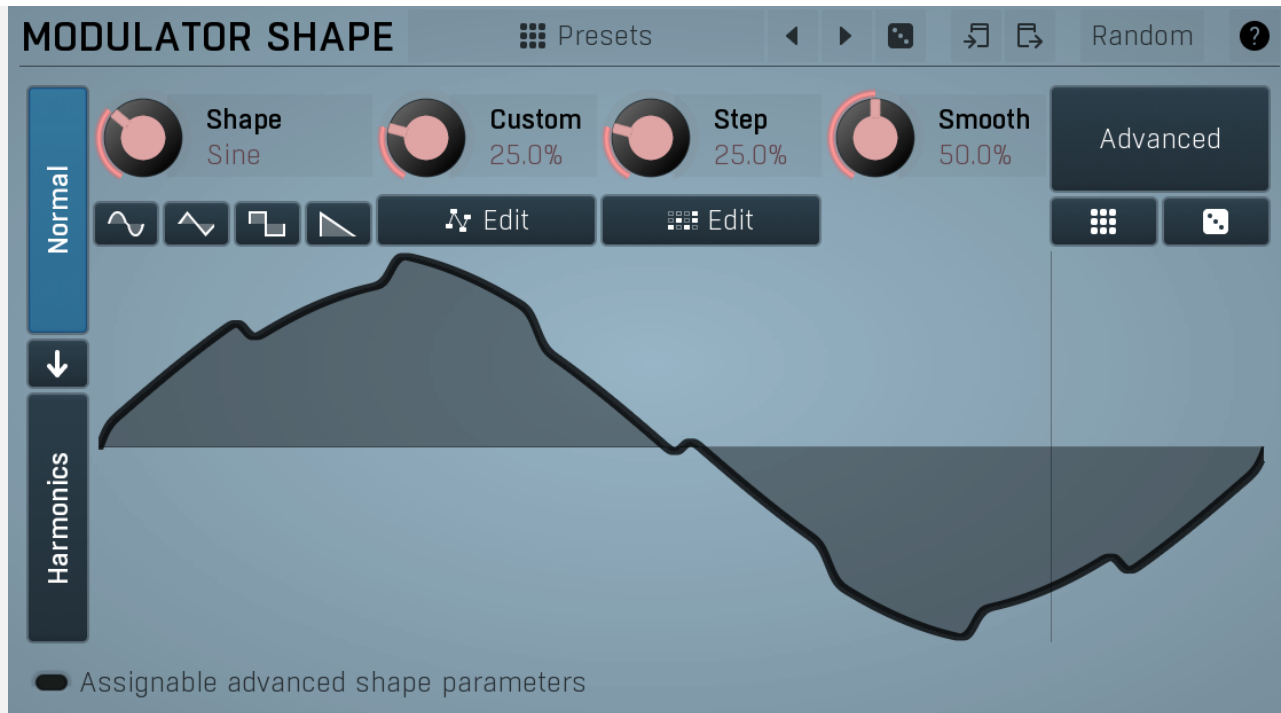 MODULATOR SHAPE
Presets
Random
?
Normal
Harmonics
Shape
Sine
Custom
25.0%
Step
25.0%
Smooth
50.0%
Advanced
Edit
Edit
Assignable advanced shape parameters